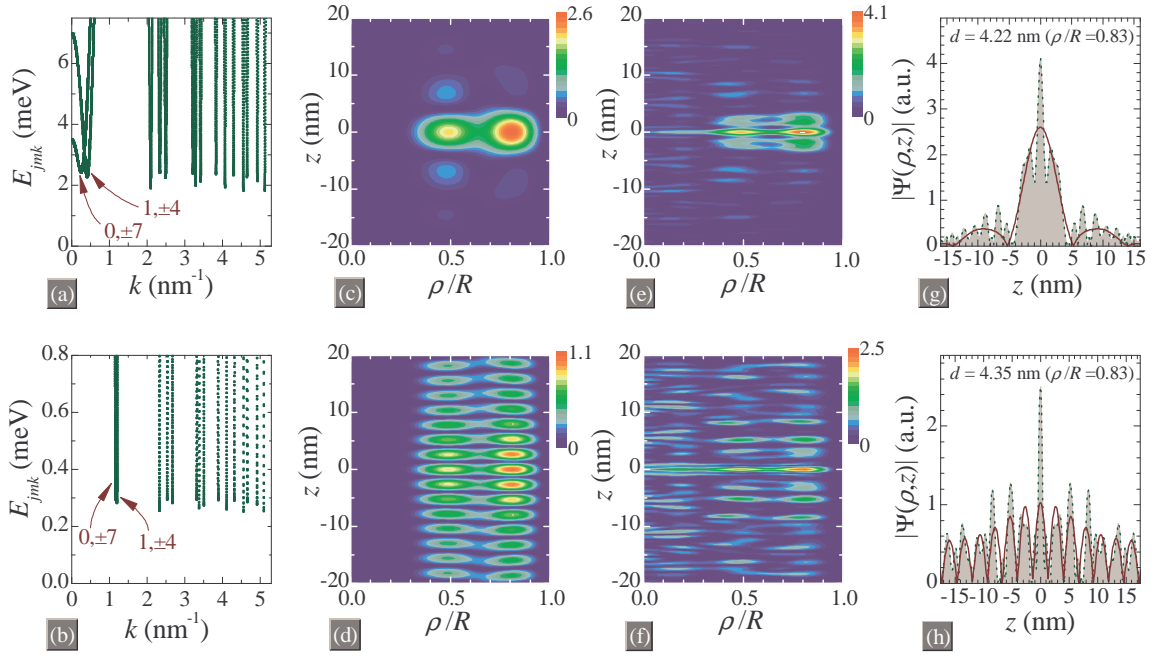 E_jmk (meV)
6
4
2
0
0 1 2 3 4 5
k (nm⁻¹)
0,±7
1,±4
(a)
z (nm)
20
10
0
-10
-20
0.0 0.5 1.0
ρ/R
2.6
0
(c)
z (nm)
20
10
0
-10
-20
0.0 0.5 1.0
ρ/R
4.1
0
(e)
d = 4.22 nm (ρ/R =0.83)
|Ψ(ρ,z)| (a.u.)
4
3
2
1
0
-15 -10 -5 0 5 10 15
z (nm)
(g)
E_jmk (meV)
0.8
0.6
0.4
0.2
0.0
0 1 2 3 4 5
k (nm⁻¹)
0,±7
1,±4
(b)
z (nm)
20
10
0
-10
-20
0.0 0.5 1.0
ρ/R
1.1
0
(d)
z (nm)
20
10
0
-10
-20
0.0 0.5 1.0
ρ/R
2.5
0
(f)
d = 4.35 nm (ρ/R =0.83)
|Ψ(ρ,z)| (a.u.)
2
1
0
-15 -10 -5 0 5 10 15
z (nm)
(h)